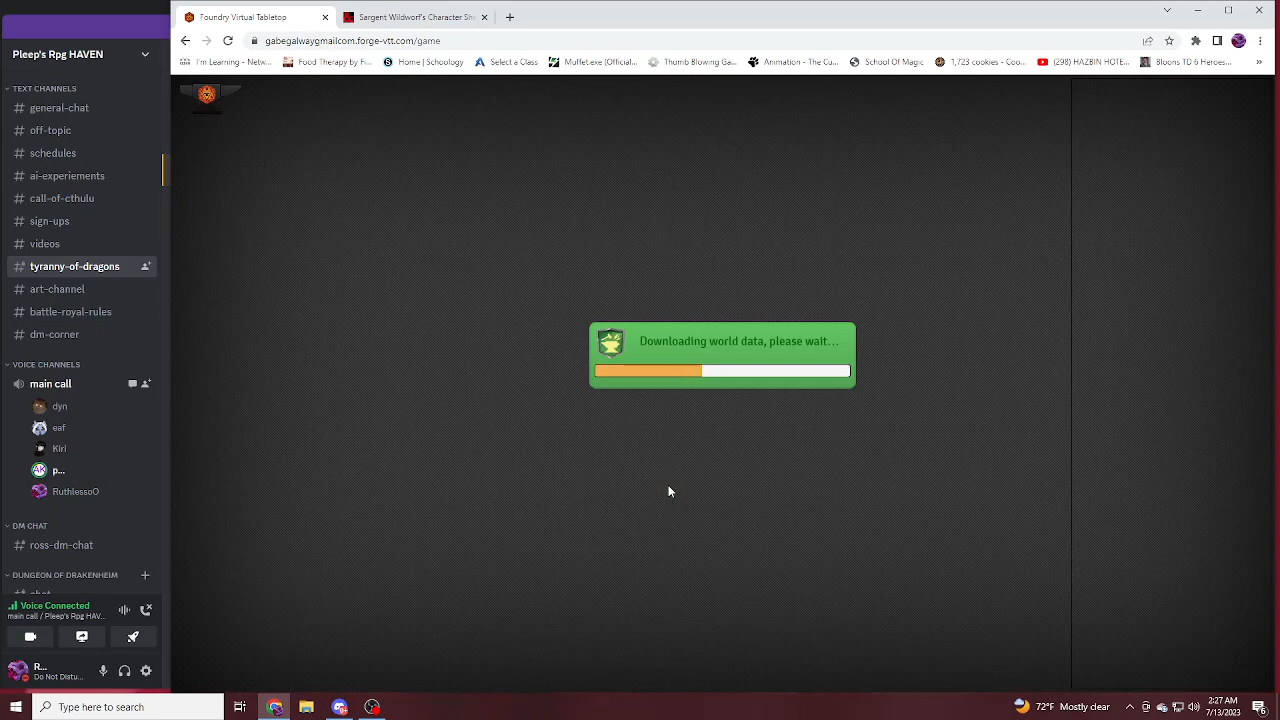 Foundry Virtual Tabletop
Sargent Wildworf's Character Sh
gabegalwaygmailcom.forge-vtt.com/game
I'm Learning - Netw...
Food Therapy by Fi...
Home | Schoology
Select a Class
Muffet.exe (Official...
Thumb Blowing Ga...
Animation - The Cu...
School Of Magic
1,723 cookies - Coo...
(298) HAZBIN HOTE...
Bloons TD 6 Heroes...
»
Pleep's Rpg HAVEN
TEXT CHANNELS
general-chat
off-topic
schedules
ai-experiements
call-of-cthulu
sign-ups
videos
tyranny-of-dragons
art-channel
battle-royal-rules
dm-corner
VOICE CHANNELS
main call
dyn
eaf
Kirl
p...
RuthlessoO
DM CHAT
ross-dm-chat
DUNGEON OF DRAKENHEIM
Voice Connected
main call / Pleep's Rpg HAV...
R...
Do Not Distu...
Downloading world data, please wait...
Type here to search
72°F Mostly clear
2:27 AM
7/13/2023
6